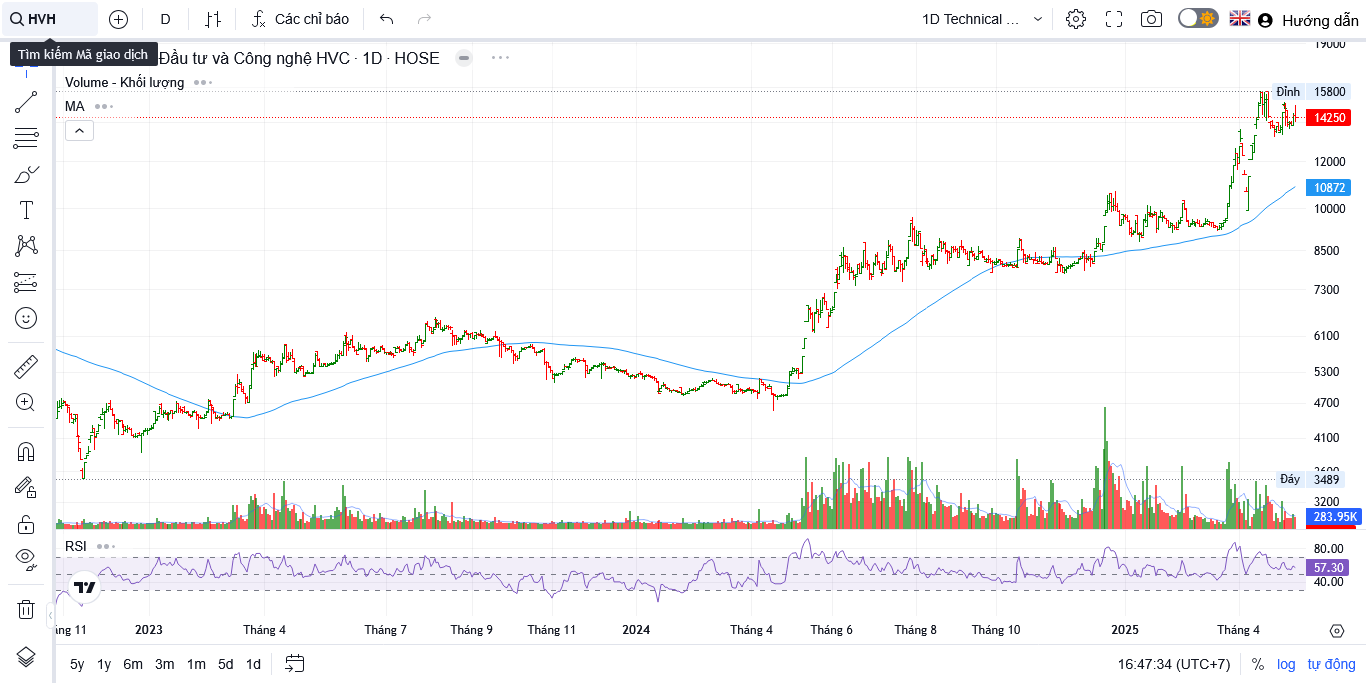 HVH
D
Các chỉ báo
1D Technical ...
Hướng dẫn
Tìm kiếm Mã giao dịch
Đầu tư và Công nghệ HVC · 1D · HOSE
Volume - Khối lượng
MA
19000
Đỉnh 15800
14250
12000
10872
10000
8500
7300
6100
5300
4700
4100
3600
Đáy 3489
3200
283.95K
RSI
80.00
57.30
40.00
ng 11 2023 Tháng 4 Tháng 7 Tháng 9 Tháng 11 2024 Tháng 4 Tháng 6 Tháng 8 Tháng 10 2025 Tháng 4
5y 1y 6m 3m 1m 5d 1d
16:47:34 (UTC+7) % log tự động